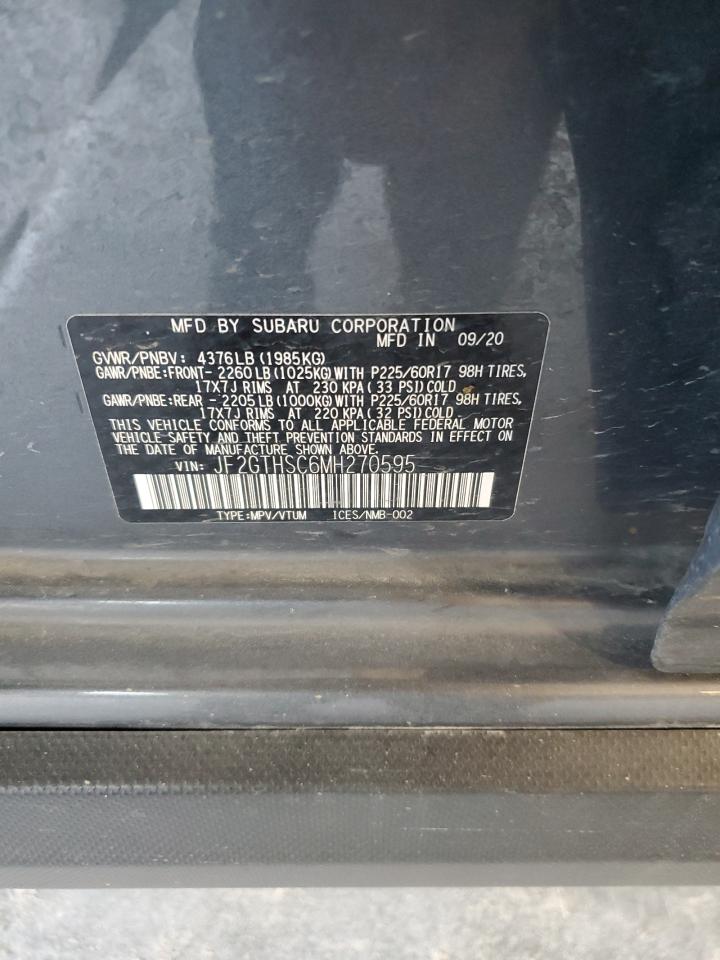 MFD BY SUBARU CORPORATION
MFD IN 09/20
GVWR/PNBV: 4376LB(1985KG)
GAWR/PNBE:FRONT- 2260LB(1025KG)WITH P225/60R17 98H TIRES,
17X7J RIMS AT 230 KPA( 33 PSI)COLD
GAWR/PNBE:REAR - 2205LB(1000KG)WITH P225/60R17 98H TIRES,
17X7J RIMS AT 220 KPA( 32 PSI)COLD
THIS VEHICLE CONFORMS TO ALL APPLICABLE FEDERAL MOTOR
VEHICLE SAFETY AND THEFT PREVENTION STANDARDS IN EFFECT ON
THE DATE OF MANUFACTURE SHOWN ABOVE.
VIN: JF2GTHSC6MH270595
TYPE:MPV/VTUM ICES/NMB-002